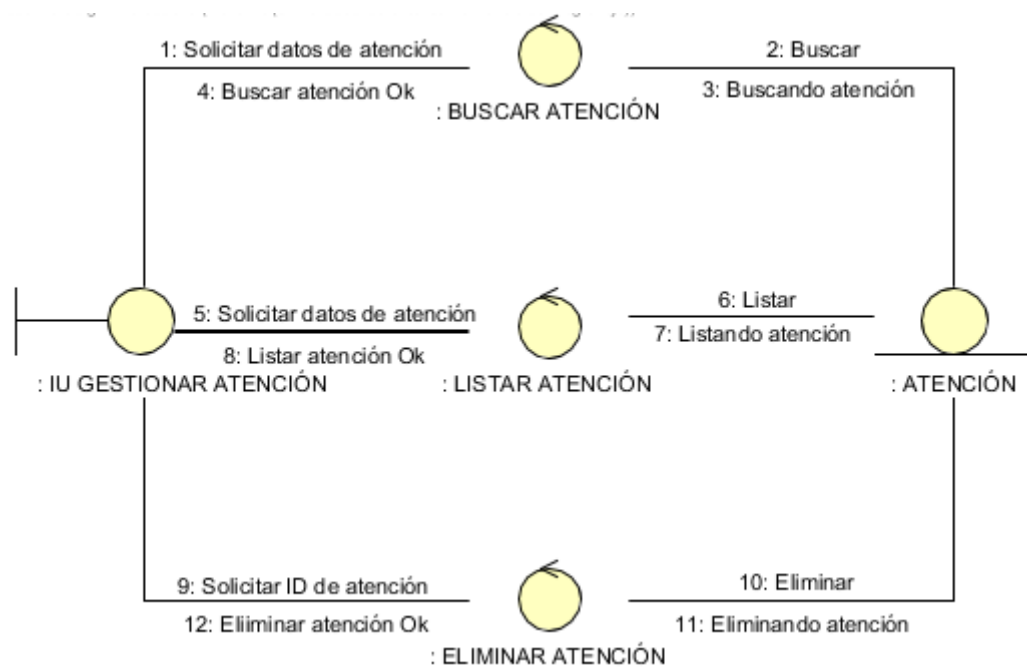 1: Solicitar datos de atención
2: Buscar
4: Buscar atención Ok
3: Buscando atención
: BUSCAR ATENCIÓN
5: Solicitar datos de atención
6: Listar
8: Listar atención Ok
7: Listando atención
: IU GESTIONAR ATENCIÓN
: LISTAR ATENCIÓN
: ATENCIÓN
9: Solicitar ID de atención
10: Eliminar
12: Eliiminar atención Ok
11: Eliminando atención
: ELIMINAR ATENCIÓN